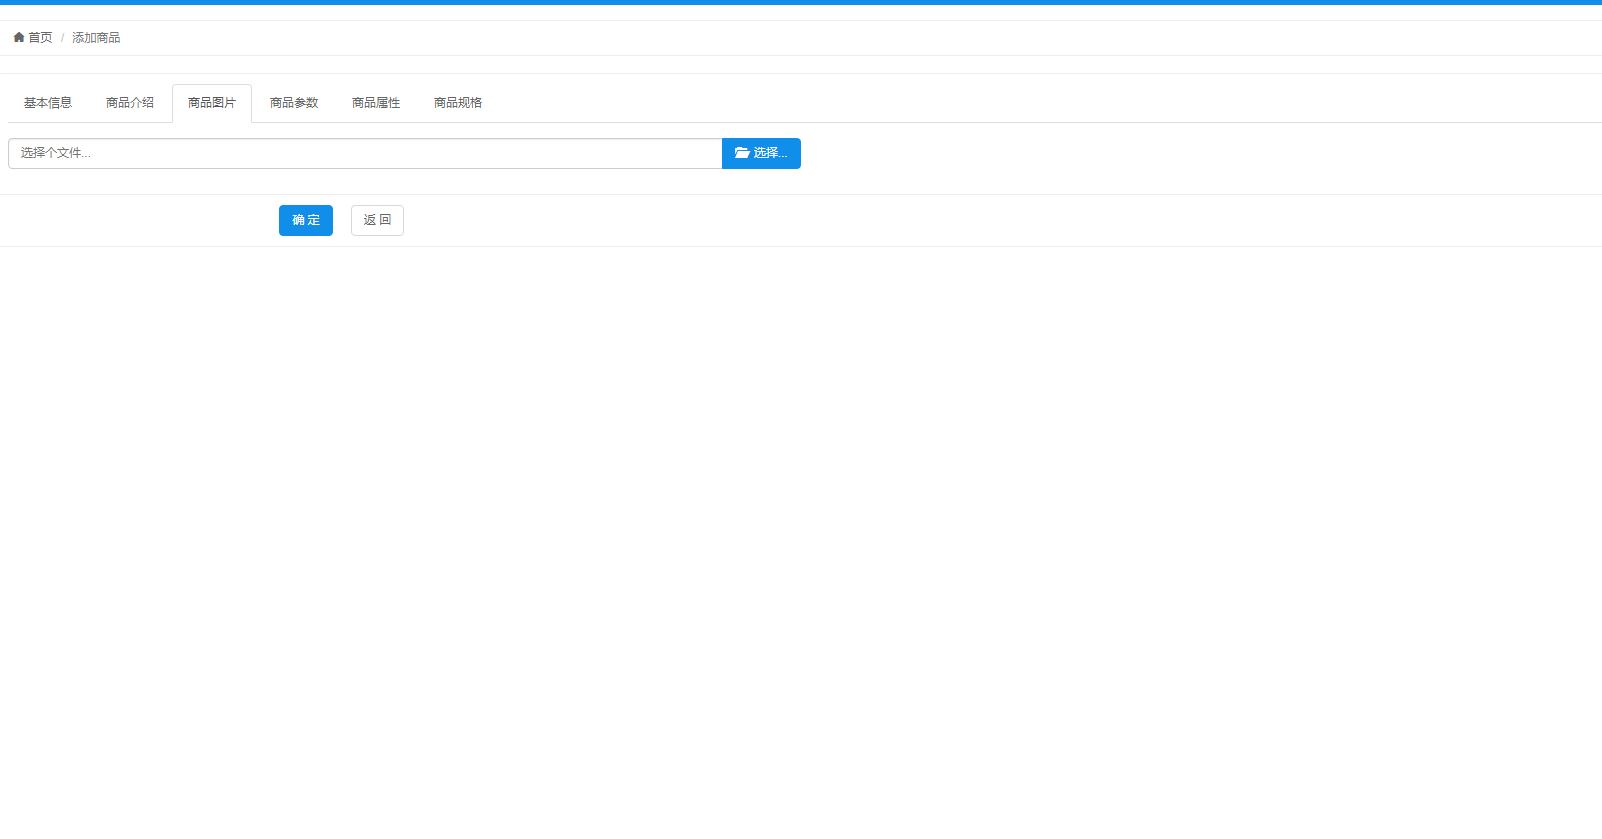 首页 / 添加商品
基本信息 商品介绍 商品图片 商品参数 商品属性 商品规格
选择个文件... 选择...
确 定 返 回